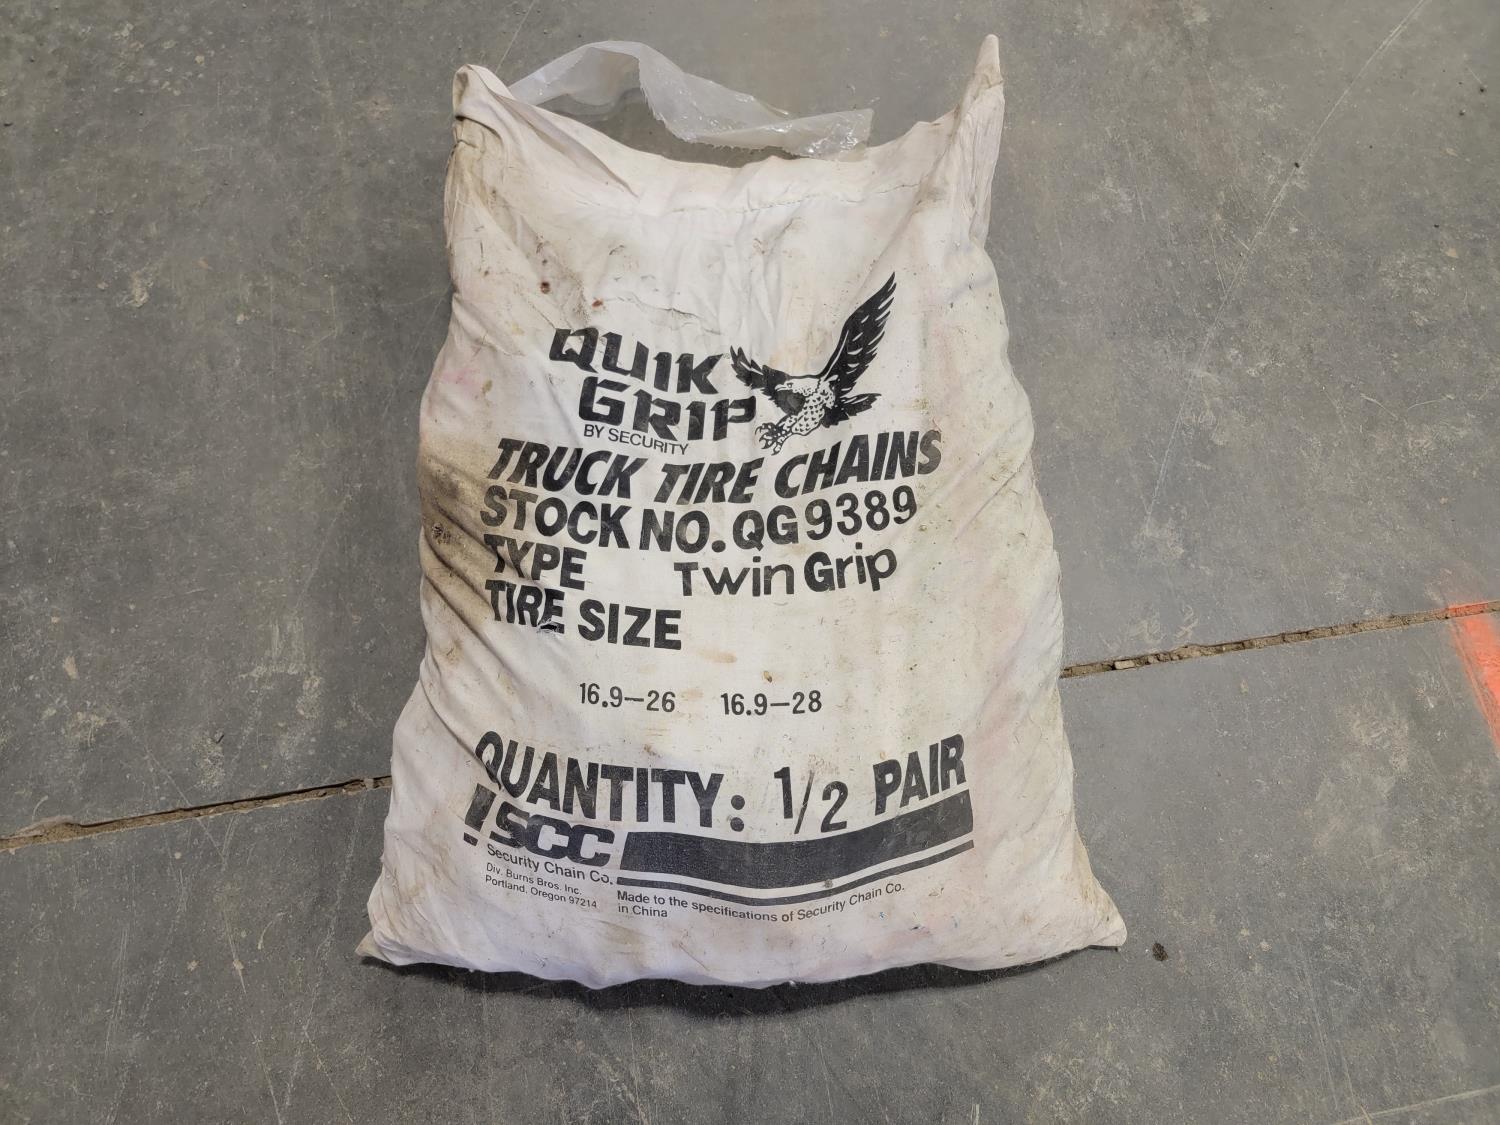 QUIK
GRIP
BY SECURITY
TRUCK TIRE CHAINS
STOCK NO. QG9389
TYPE Twin Grip
TIRE SIZE
16.9—26 16.9—28
QUANTITY: 1/2 PAIR
SCC
Security Chain Co.
Div. Burns Bros. Inc.
Portland, Oregon 97214
Made to the specifications of Security Chain Co.
in China